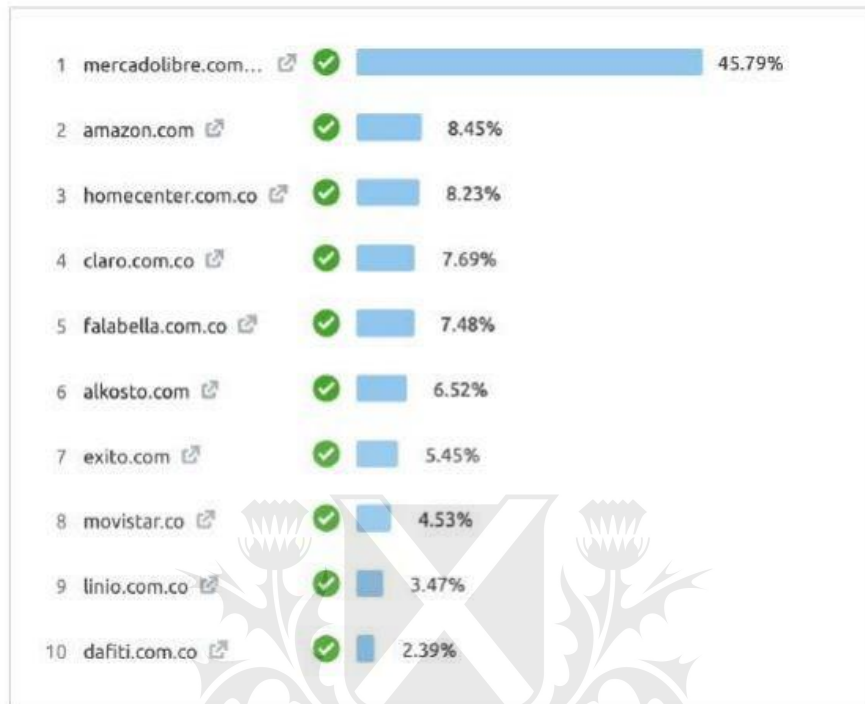 1 mercadolibre.com... 45.79%
2 amazon.com 8.45%
3 homecenter.com.co 8.23%
4 claro.com.co 7.69%
5 falabella.com.co 7.48%
6 alkosto.com 6.52%
7 exito.com 5.45%
8 movistar.co 4.53%
9 linio.com.co 3.47%
10 dafiti.com.co 2.39%